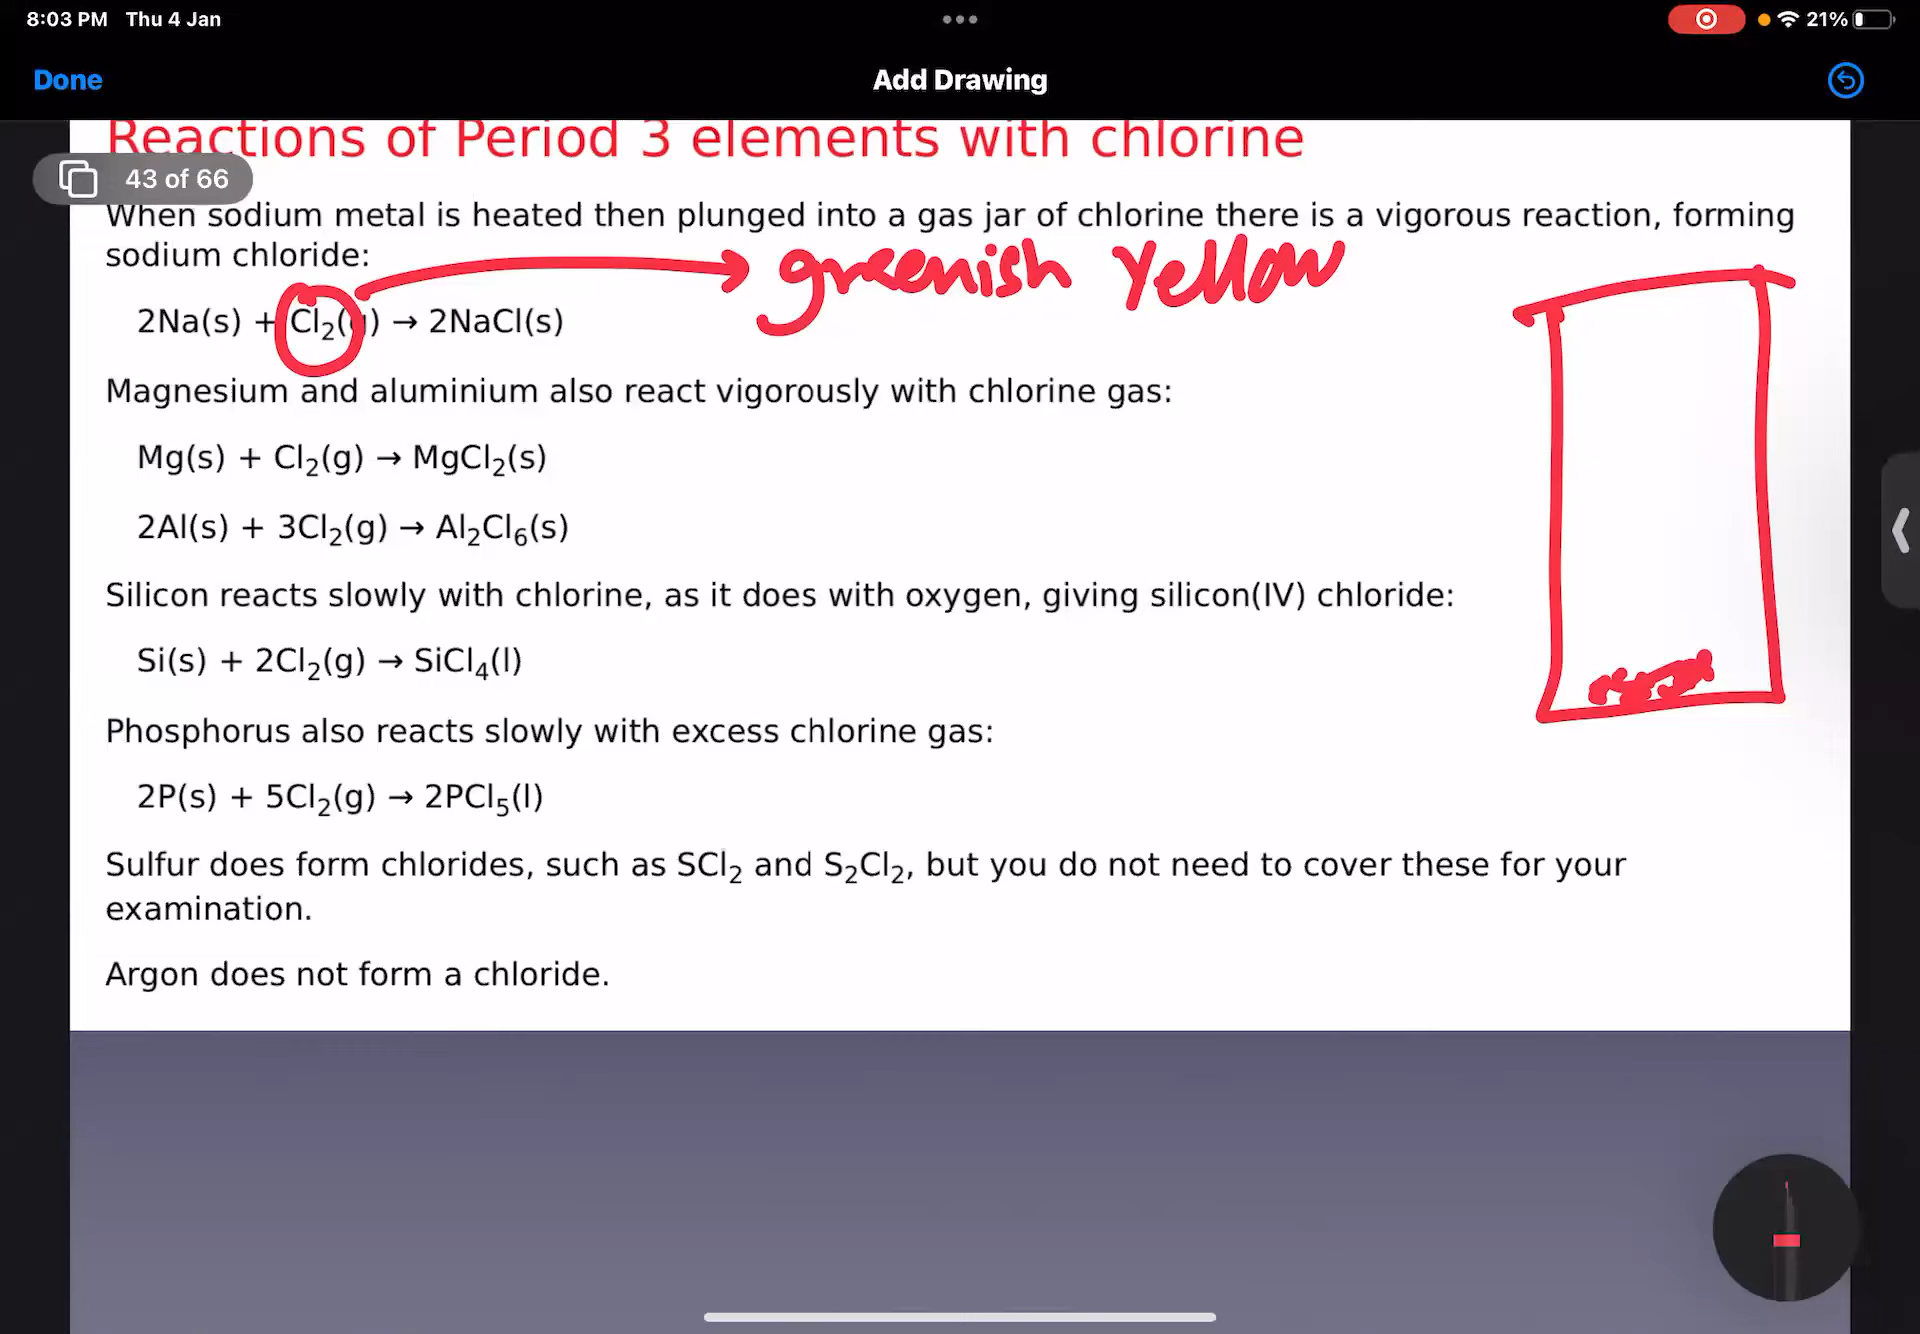 8:03 PM Thu 4 Jan
21%
Done
Add Drawing
Reactions of Period 3 elements with chlorine
43 of 66
When sodium metal is heated then plunged into a gas jar of chlorine there is a vigorous reaction, forming
sodium chloride:
greenish Yellow
2Na(s) + Cl₂(g) → 2NaCl(s)
Magnesium and aluminium also react vigorously with chlorine gas:
Mg(s) + Cl₂(g) → MgCl₂(s)
2Al(s) + 3Cl₂(g) → Al₂Cl₆(s)
Silicon reacts slowly with chlorine, as it does with oxygen, giving silicon(IV) chloride:
Si(s) + 2Cl₂(g) → SiCl₄(l)
Phosphorus also reacts slowly with excess chlorine gas:
2P(s) + 5Cl₂(g) → 2PCl₅(l)
Sulfur does form chlorides, such as SCl₂ and S₂Cl₂, but you do not need to cover these for your
examination.
Argon does not form a chloride.